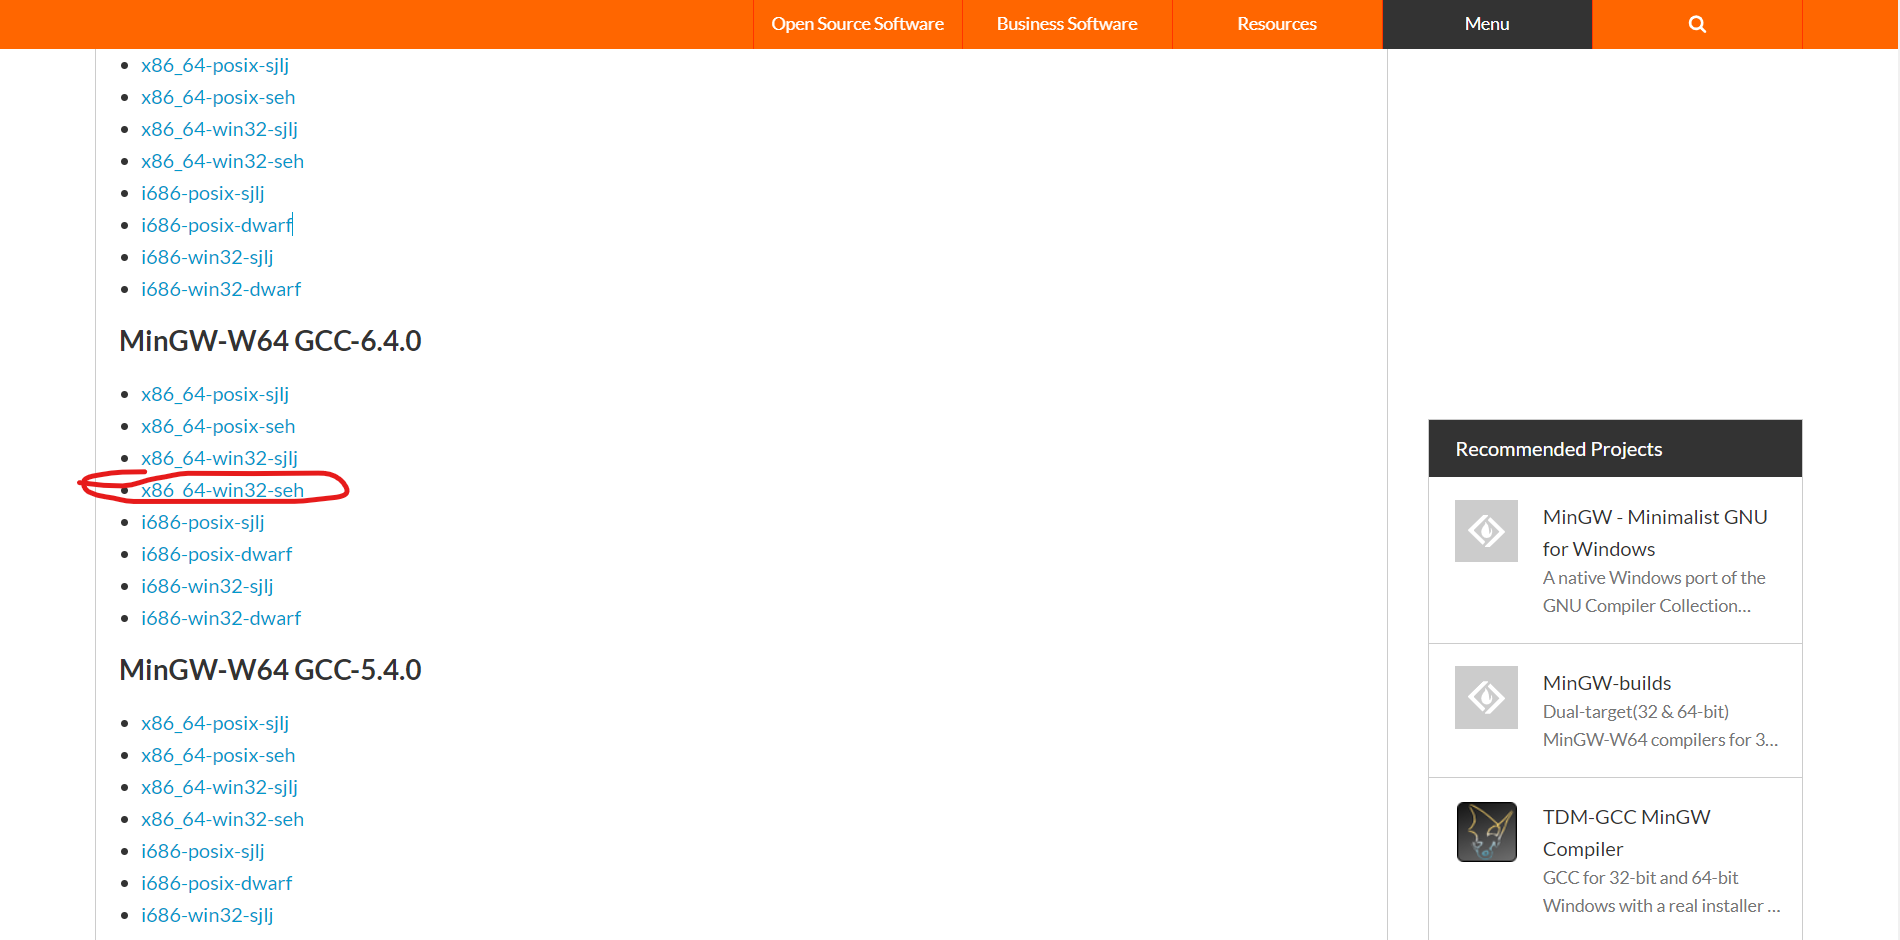 Open Source Software
Business Software
Resources
Menu
x86_64-posix-sjlj
x86_64-posix-seh
x86_64-win32-sjlj
x86_64-win32-seh
i686-posix-sjlj
i686-posix-dwarf
i686-win32-sjlj
i686-win32-dwarf
MinGW-W64 GCC-6.4.0
x86_64-posix-sjlj
x86_64-posix-seh
x86_64-win32-sjlj
x86_64-win32-seh
i686-posix-sjlj
i686-posix-dwarf
i686-win32-sjlj
i686-win32-dwarf
MinGW-W64 GCC-5.4.0
x86_64-posix-sjlj
x86_64-posix-seh
x86_64-win32-sjlj
x86_64-win32-seh
i686-posix-sjlj
i686-posix-dwarf
i686-win32-sjlj
Recommended Projects
MinGW - Minimalist GNU
for Windows
A native Windows port of the
GNU Compiler Collection...
MinGW-builds
Dual-target(32 & 64-bit)
MinGW-W64 compilers for 3...
TDM-GCC MinGW
Compiler
GCC for 32-bit and 64-bit
Windows with a real installer ...